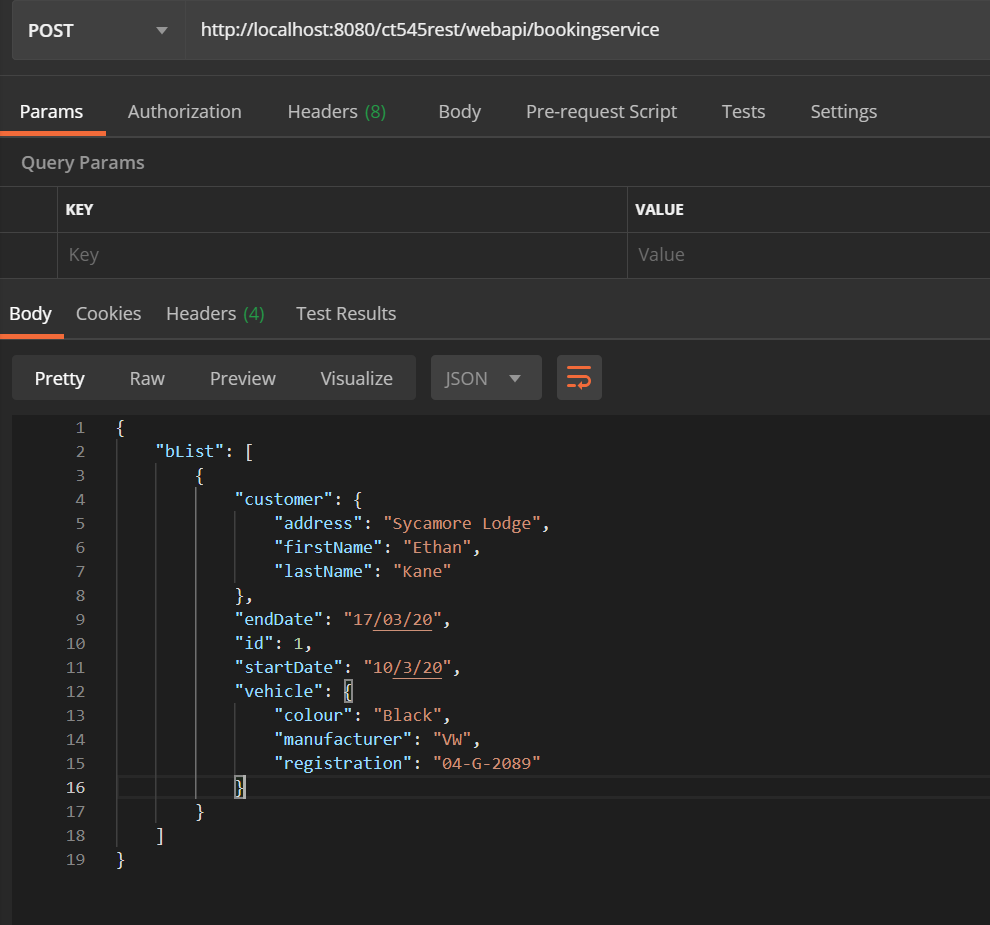 POST http://localhost:8080/ct545rest/webapi/bookingservice
Params Authorization Headers (8) Body Pre-request Script Tests Settings
Query Params
KEY VALUE
Key Value
Body Cookies Headers (4) Test Results
Pretty Raw Preview Visualize JSON
1 {
2 "bList": [
3 {
4 "customer": {
5 "address": "Sycamore Lodge",
6 "firstName": "Ethan",
7 "lastName": "Kane"
8 },
9 "endDate": "17/03/20",
10 "id": 1,
11 "startDate": "10/3/20",
12 "vehicle": {
13 "colour": "Black",
14 "manufacturer": "VW",
15 "registration": "04-G-2089"
16 }
17 }
18 ]
19 }